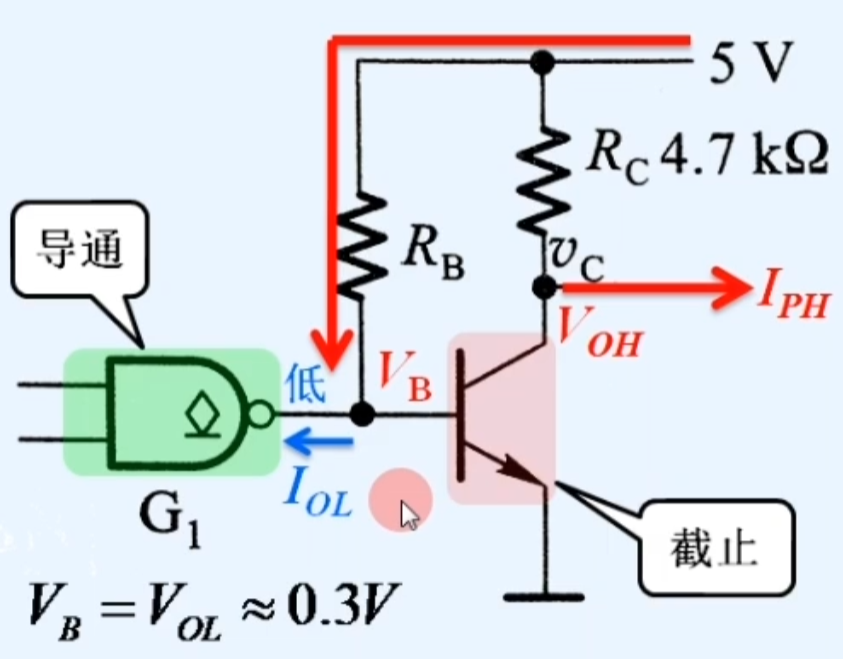 5 V
R_C 4.7 kΩ
导通
R_B
v_C
I_PH
V_OH
低
V_B
I_OL
G_1
截止
V_B = V_OL ≈ 0.3V